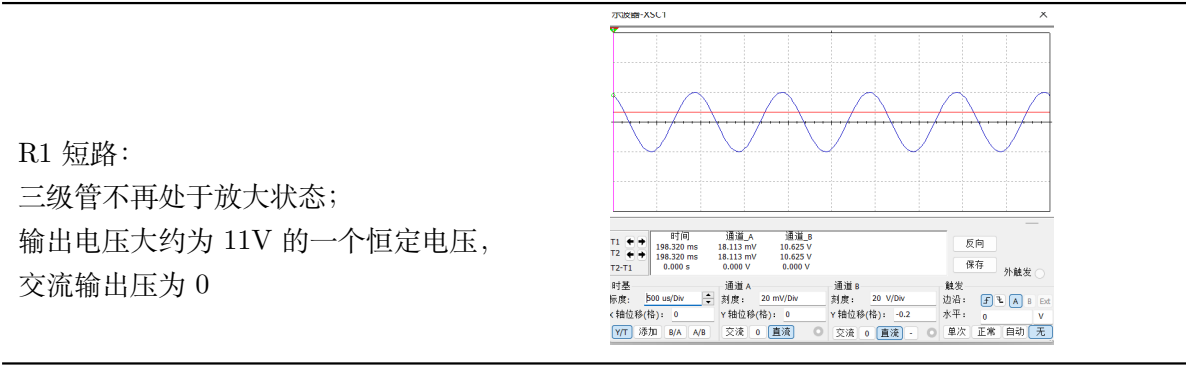 示波器-XSC1 ×
R1 短路：
三级管不再处于放大状态；
输出电压大约为 11V 的一个恒定电压，
交流输出压为 0
时间 通道_A 通道_B
T1 198.320 ms 18.113 mV 10.625 V
T2 198.320 ms 18.113 mV 10.625 V
T2-T1 0.000 s 0.000 V 0.000 V
反向
保存
外触发
时基 通道 A 通道 B 触发
标度： 500 us/Div 刻度： 20 mV/Div 刻度： 20 V/Div 边沿： A B Ext
X 轴位移(格)： 0 Y 轴位移(格)： 0 Y 轴位移(格)： -0.2 水平： 0 V
Y/T 添加 B/A A/B 交流 0 直流 交流 0 直流 - 单次 正常 自动 无